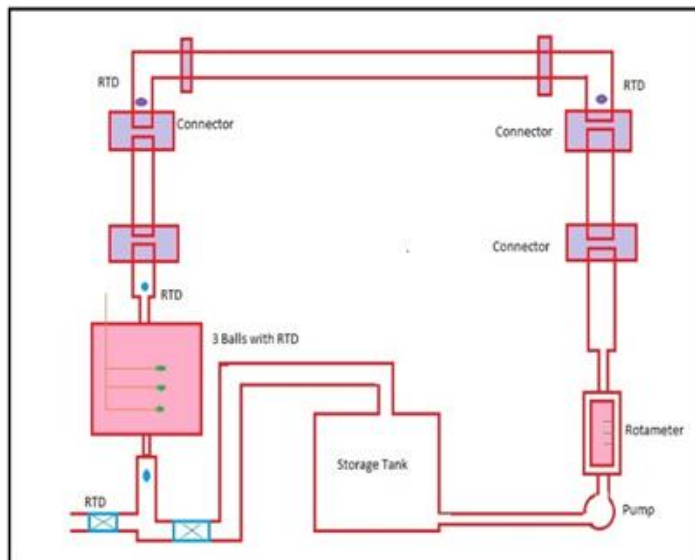 RTD
RTD
Connector
Connector
Connector
RTD
3 Balls with RTD
Rotameter
Storage Tank
RTD
Pump